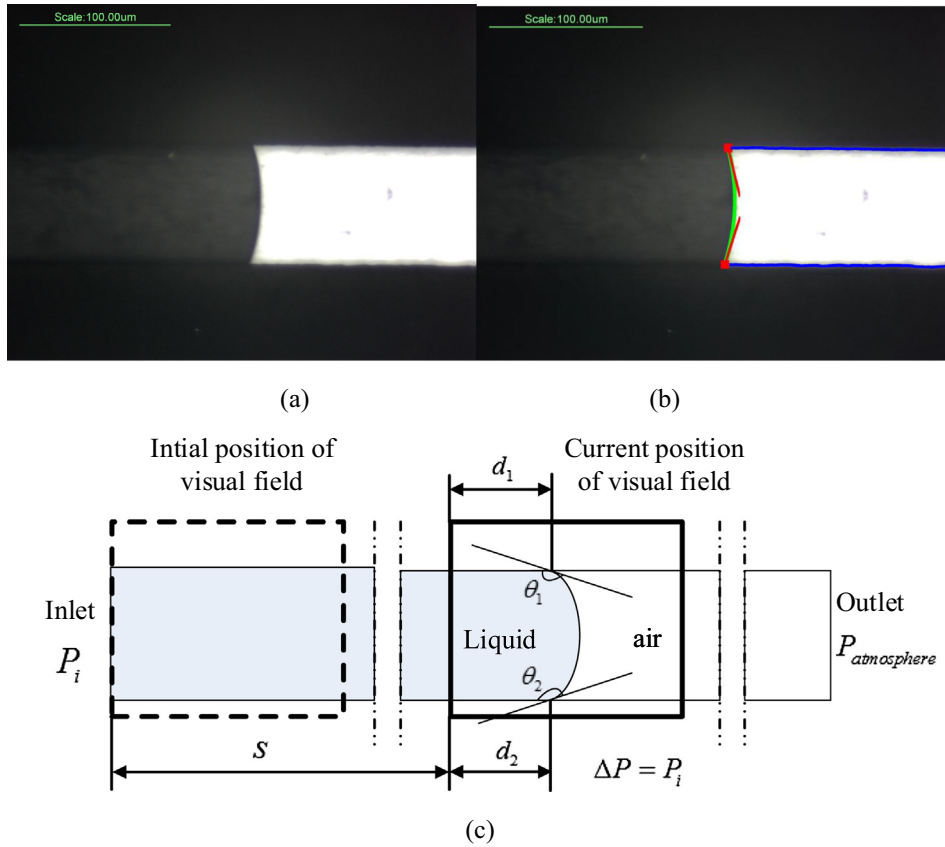 Scale:100.00um
Scale:100.00um
(a)
(b)
Intial position of
visual field
d₁
Current position
of visual field
Inlet
Pᵢ
θ₁
Liquid
air
θ₂
Outlet
P_atmosphere
S
d₂
ΔP = Pᵢ
(c)